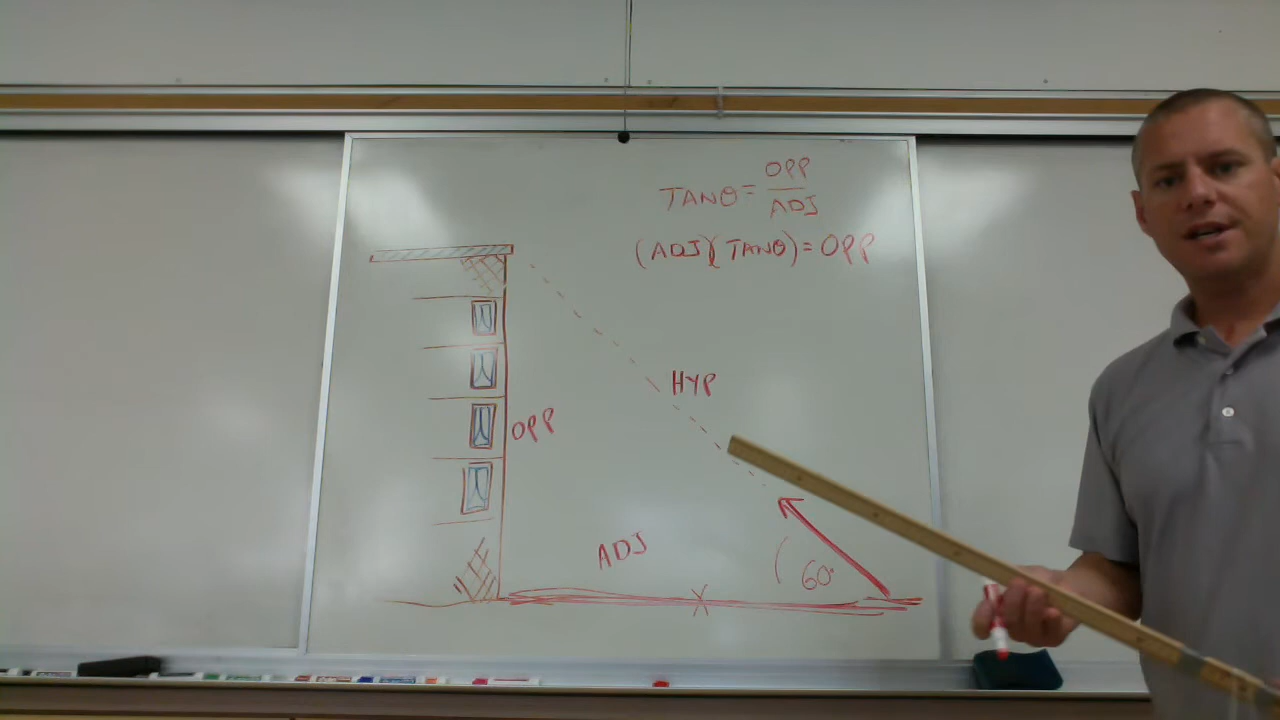 TANθ = OPP/ADJ
(ADJ)(TANθ) = OPP
HYP
OPP
ADJ
60°
X